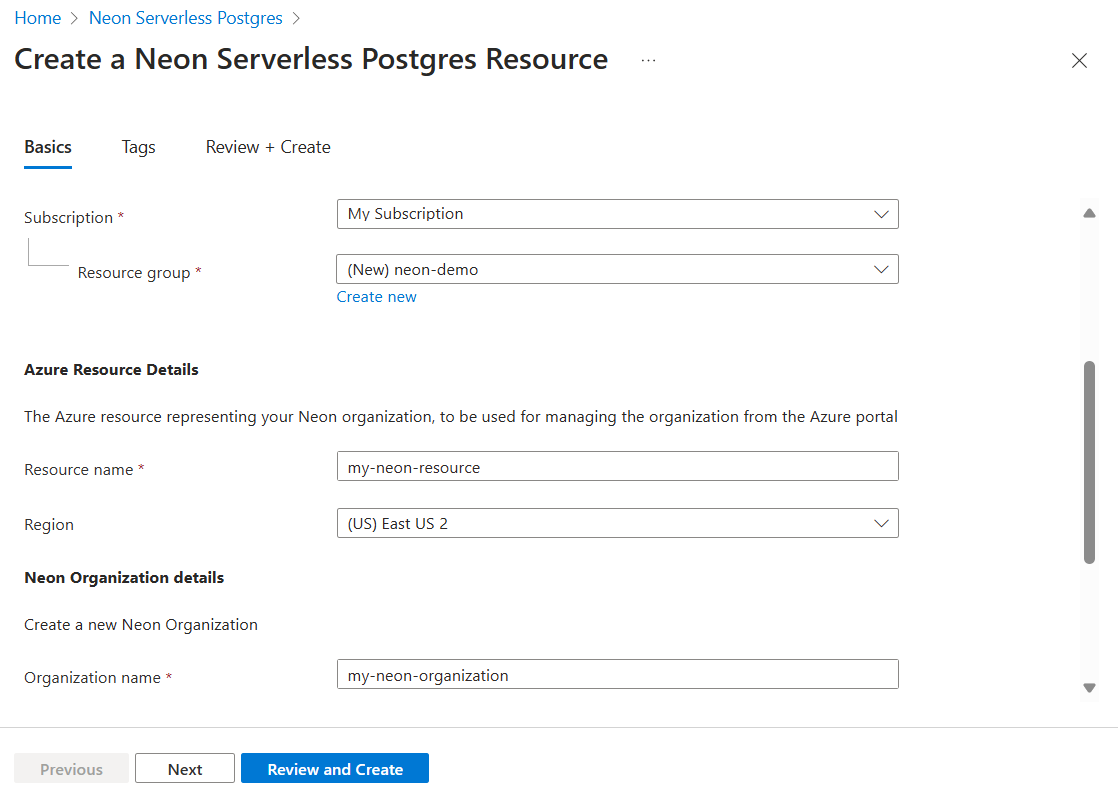 Home > Neon Serverless Postgres >
Create a Neon Serverless Postgres Resource ...
Basics Tags Review + Create
Subscription * My Subscription
Resource group * (New) neon-demo
Create new
Azure Resource Details
The Azure resource representing your Neon organization, to be used for managing the organization from the Azure portal
Resource name * my-neon-resource
Region (US) East US 2
Neon Organization details
Create a new Neon Organization
Organization name * my-neon-organization
Previous Next Review and Create